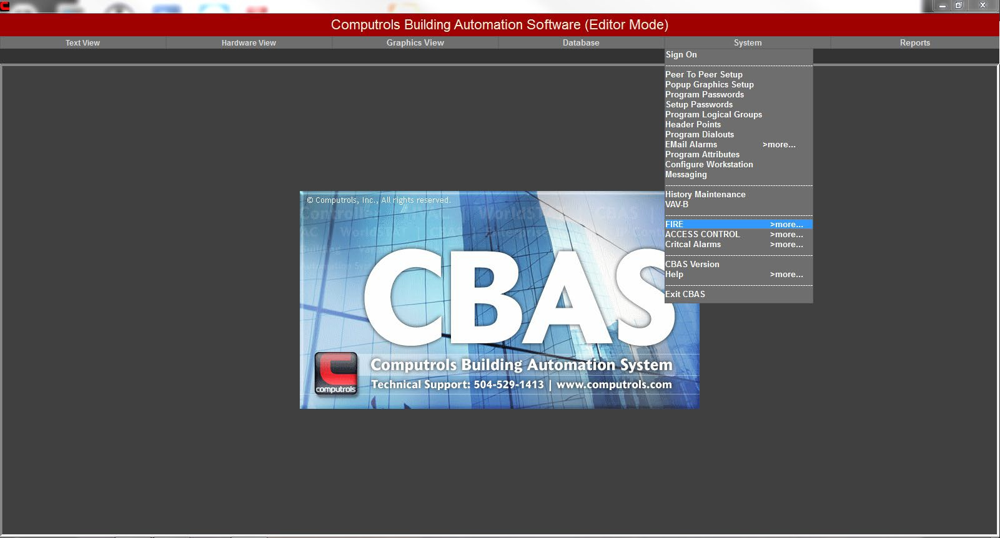 Computrols Building Automation Software (Editor Mode)
Text View Hardware View Graphics View Database System Reports
Sign On
Peer To Peer Setup
Popup Graphics Setup
Program Passwords
Setup Passwords
Program Logical Groups
Header Points
Program Dialouts
EMail Alarms >more...
Program Attributes
Configure Workstation
Messaging
History Maintenance
VAV-B
FIRE >more...
ACCESS CONTROL >more...
Critcal Alarms >more...
CBAS Version
Help >more...
Exit CBAS
© Computrols, Inc., All rights reserved.
CBAS
Computrols Building Automation System
Technical Support: 504-529-1413 | www.computrols.com
computrols